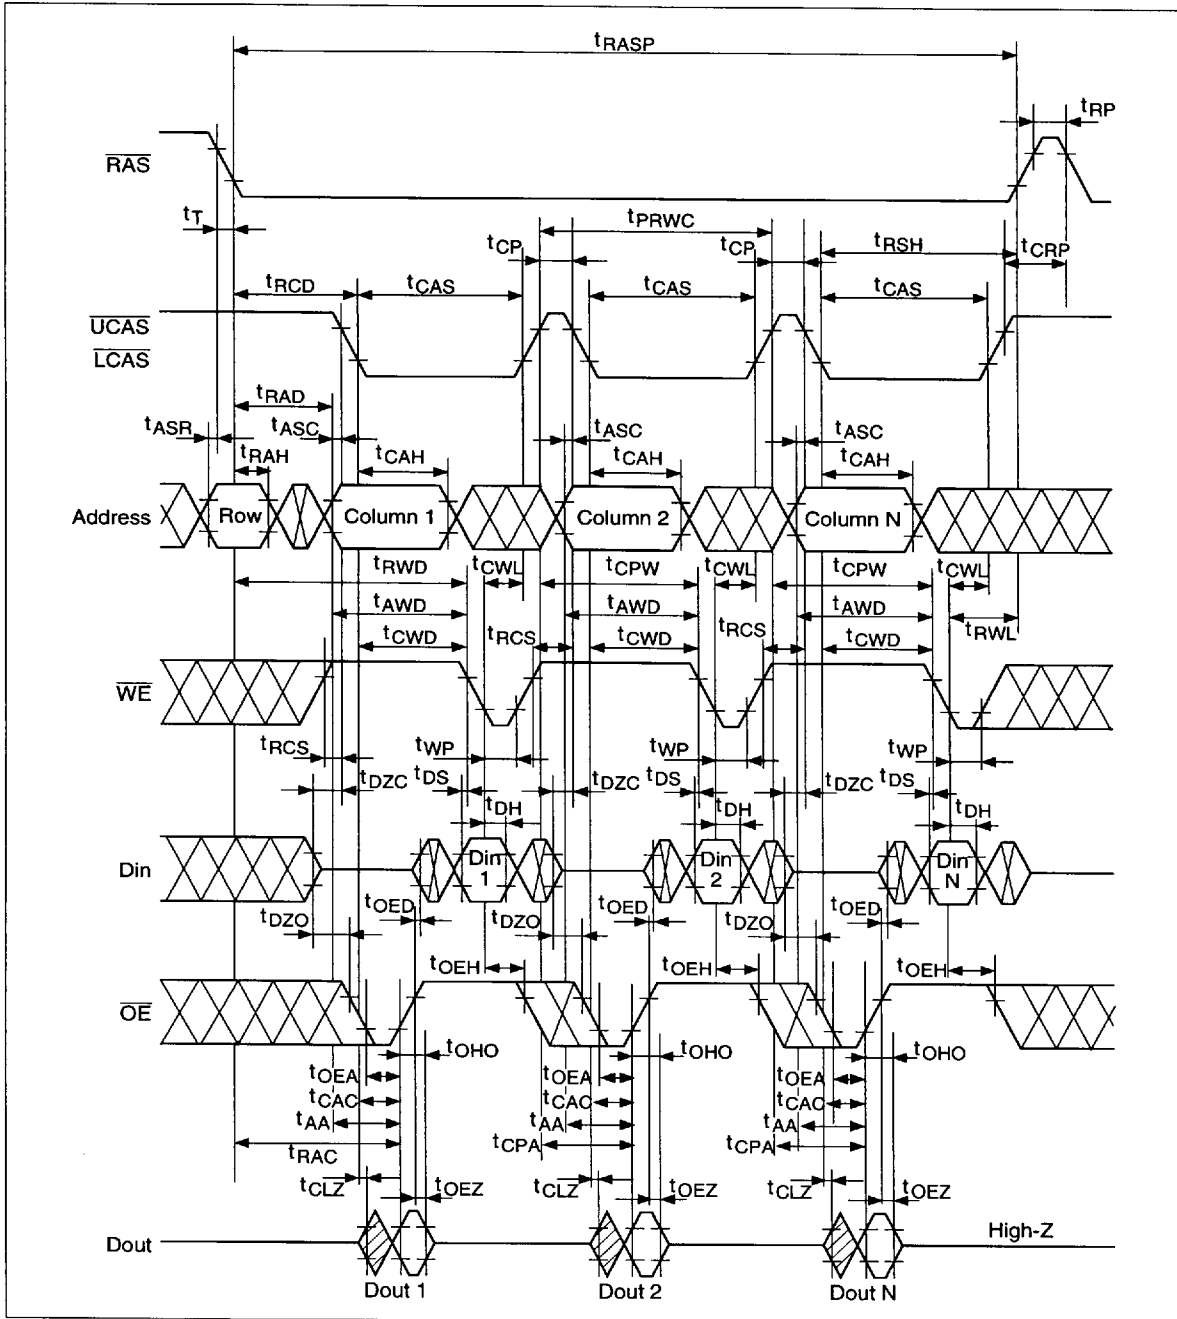 tRASP
tRP
RAS
tT
tPRWC
tCP
tCP
tRSH
tCRP
tRCD
tCAS
tCAS
tCAS
UCAS
LCAS
tRAD
tASR
tASC
tASC
tASC
tRAH
tCAH
tCAH
tCAH
Address
Row
Column 1
Column 2
Column N
tRWD
tCWL
tCPW
tCWL
tCPW
tCWL
tAWD
tAWD
tAWD
tRWL
tCWD
tRCS
tCWD
tRCS
tCWD
WE
tRCS
tWP
tWP
tWP
tDZC
tDS
tDZC
tDS
tDZC
tDS
tDH
tDH
tDH
Din
Din 1
Din 2
Din N
tDZO
tOED
tDZO
tOED
tDZO
tOED
tOEH
tOEH
tOEH
OE
tOHO
tOHO
tOHO
tOEA
tOEA
tOEA
tCAC
tCAC
tCAC
tAA
tAA
tAA
tRAC
tCPA
tCPA
tCLZ
tOEZ
tCLZ
tOEZ
tCLZ
tOEZ
Dout
High-Z
Dout 1
Dout 2
Dout N